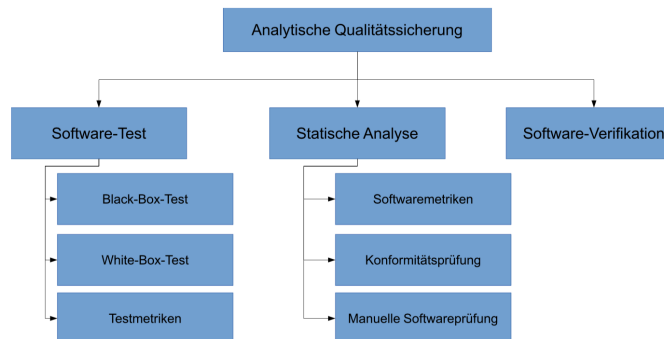 Analytische Qualitätssicherung
Software-Test
Statische Analyse
Software-Verifikation
Black-Box-Test
Softwaremetriken
White-Box-Test
Konformitätsprüfung
Testmetriken
Manuelle Softwareprüfung